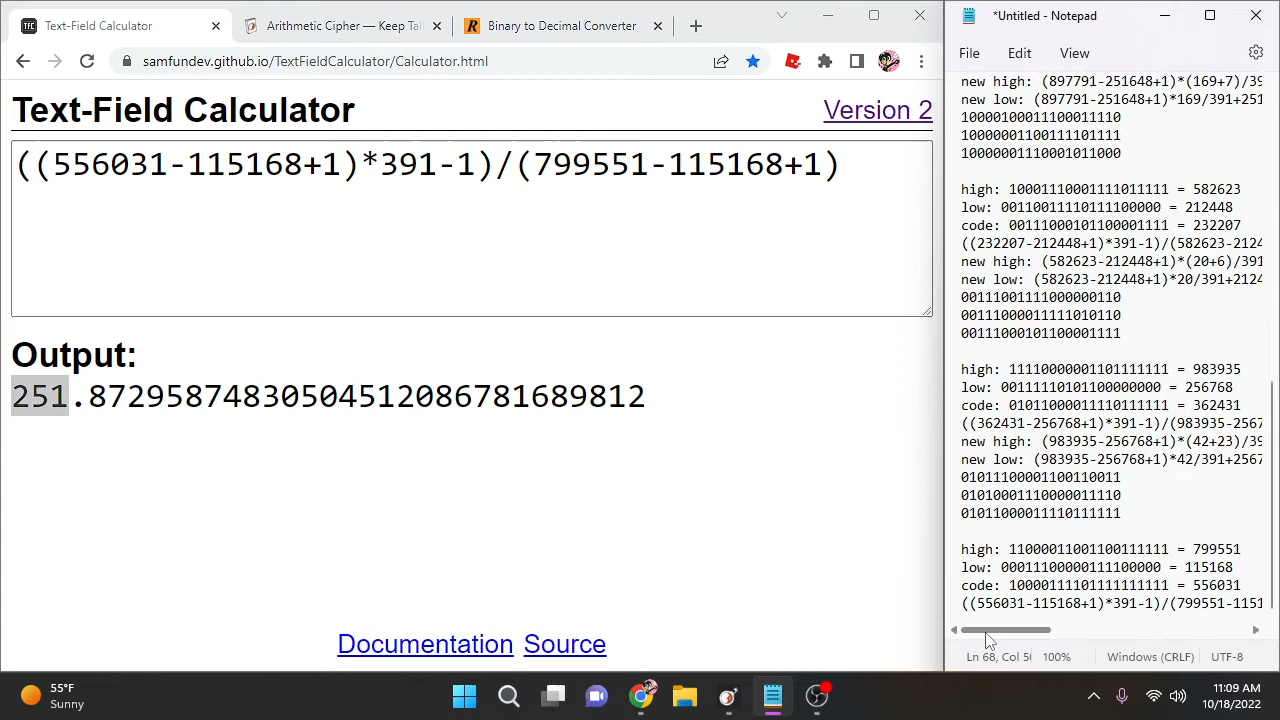 Text-Field Calculator
Arithmetic Cipher — Keep Tal
Binary to Decimal Converter
samfundev.github.io/TextFieldCalculator/Calculator.html
Text-Field Calculator
Version 2
((556031-115168+1)*391-1)/(799551-115168+1)
Output:
251.8729587483050451208678168981​2
Documentation Source
*Untitled - Notepad
File Edit View
new high: (897791-251648+1)*(169+7)/39
new low: (897791-251648+1)*169/391+251
10000100011100011110
10000001100111101111
10000001110001011000
high: 10001110001111011111 = 582623
low: 00110011110111100000 = 212448
code: 00111000101100001111 = 232207
((232207-212448+1)*391-1)/(582623-2124
new high: (582623-212448+1)*(20+6)/391
new low: (582623-212448+1)*20/391+2124
00111001111000000110
00111000011111010110
00111000101100001111
high: 11110000001101111111 = 983935
low: 00111110101100000000 = 256768
code: 01011000011110111111 = 362431
((362431-256768+1)*391-1)/(983935-2567
new high: (983935-256768+1)*(42+23)/39
new low: (983935-256768+1)*42/391+2567
01011100001100110011
01010001110000011110
01011000011110111111
high: 11000011001100111111 = 799551
low: 00011100000111100000 = 115168
code: 10000111101111111111 = 556031
((556031-115168+1)*391-1)/(799551-1151
Ln 68, Col 50
100%
Windows (CRLF)
UTF-8
55°F
Sunny
11:09 AM
10/18/2022